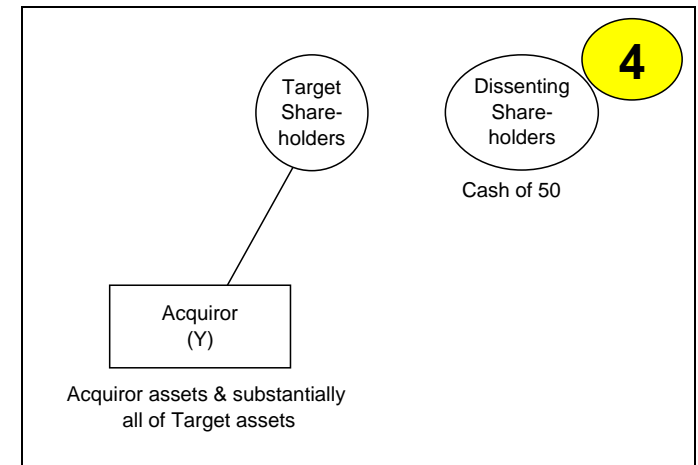 4
Target
Share-
holders
Dissenting
Share-
holders
Cash of 50
Acquiror
(Y)
Acquiror assets & substantially
all of Target assets